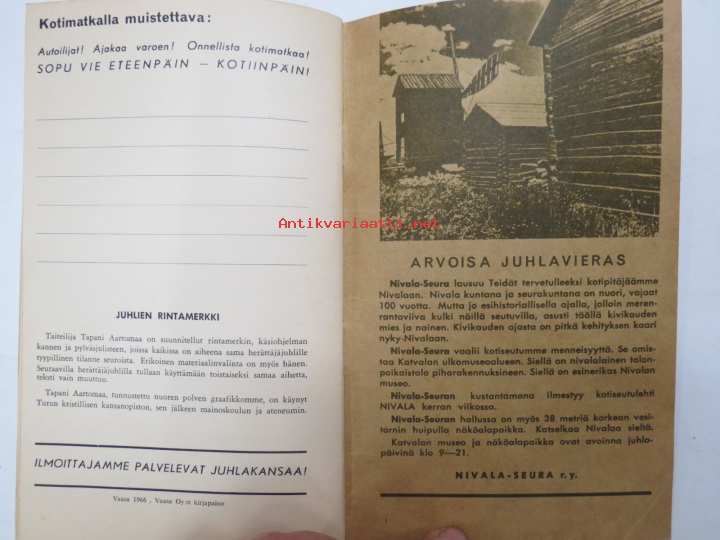 Kotimatkalla muistettava:
Autoilijat! Ajakaa varoen! Onnellista kotimatkaa!
SOPU VIE ETEENPÄIN — KOTIINPÄIN!
JUHLIEN RINTAMERKKI
Taiteilija Tapani Aartomaa on suunnitellut rintamerkin, käsiohjelman
kannen ja pylväsjulisteen, joissa kaikissa on aiheena sama herättäjäjuhlille
tyypillinen tilanne seuroista. Erikoinen materiaalinvalinta on myös hänen.
Seuraavilla herättäjäjuhlilla tullaan käyttämään toistaiseksi samaa aihetta,
teksti vain muuttuu.
Tapani Aartomaa, tunnustettu nuoren polven graafikkomme, on käynyt
Turun kristillisen kansanopiston, sen jälkeen mainoskoulun ja ateneumin.
ILMOITTAJAMME PALVELEVAT JUHLAKANSAA!
Vaasa 1966 . Vaasa Oy:n kirjapaino
Antikvariaatti.net
ARVOISA JUHLAVIERAS
Nivala-Seura lausuu Teidät tervetulleeksi kotipitäjäämme
Nivalaan. Nivala kuntana ja seurakuntana on nuori, vajaat
100 vuotta. Mutta jo esihistoriallisella ajalla, jolloin meren-
rantaviiva kulki näillä seutuvilla, asusti täällä kivikauden
mies ja nainen. Kivikauden ajasta on pitkä kehityksen kaari
nyky-Nivalaan.
Nivala-Seura vaalii kotiseutumme menneisyyttä. Se omis-
taa Katvalan ulkomuseoalueen. Siellä on nivalalainen talon-
poikaistalo piharakennuksineen. Siellä on esinerikas Nivalan
museo.
Nivala-Seuran kustantamana ilmestyy kotiseutulehti
NIVALA kerran viikossa.
Nivala-Seuran hallussa on myös 38 metriä korkean vesi-
tornin huipulla näköalapaikka. Katselkaa Nivalaa sieltä.
Katvalan museo ja näköalapaikka ovat avoinna juhla-
päivinä klo 9—21.
NIVALA-SEURA r.y.